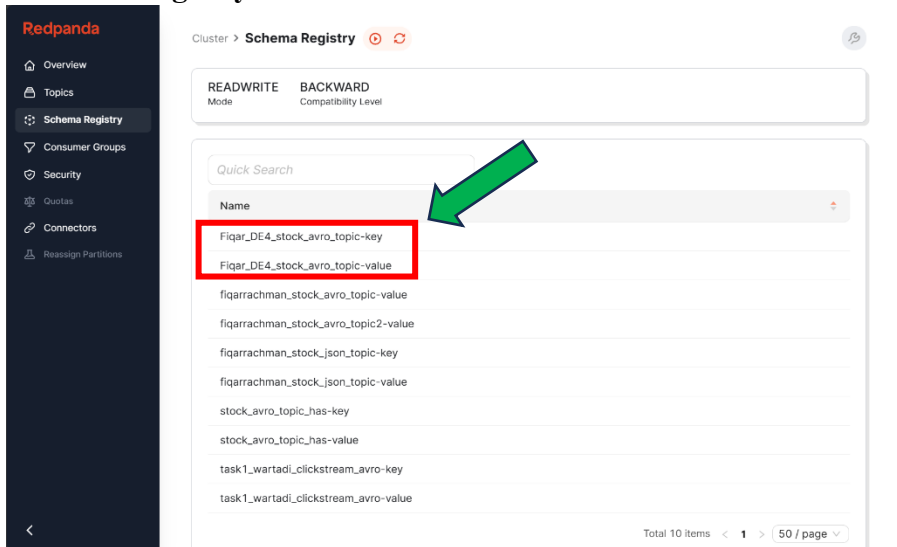 Redpanda
Overview
Topics
Schema Registry
Consumer Groups
Security
Quotas
Connectors
Reassign Partitions
Cluster > Schema Registry
READWRITE BACKWARD
Mode Compatibility Level
Quick Search
Name
Fiqar_DE4_stock_avro_topic-key
Fiqar_DE4_stock_avro_topic-value
fiqarrachman_stock_avro_topic-value
fiqarrachman_stock_avro_topic2-value
fiqarrachman_stock_json_topic-key
fiqarrachman_stock_json_topic-value
stock_avro_topic_has-key
stock_avro_topic_has-value
task1_wartadi_clickstream_avro-key
task1_wartadi_clickstream_avro-value
Total 10 items < 1 > 50 / page